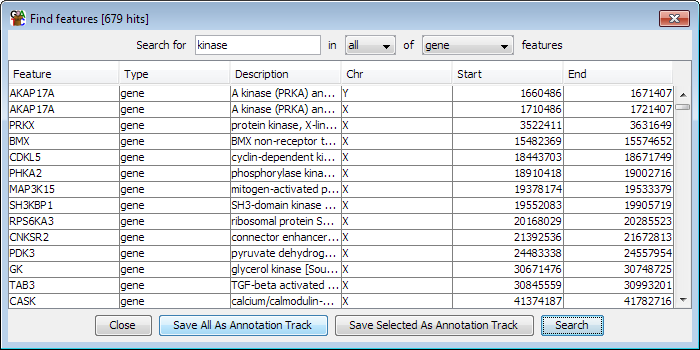 Find features [679 hits]
Search for kinase in all of gene features
Feature Type Description Chr Start End
AKAP17A gene A kinase (PRKA) an... Y 1660486 1671407
AKAP17A gene A kinase (PRKA) an... X 1710486 1721407
PRKX gene protein kinase, X-lin... X 3522411 3631649
BMX gene BMX non-receptor t... X 15482369 15574652
CDKL5 gene cyclin-dependent ki... X 18443703 18671749
PHKA2 gene phosphorylase kina... X 18910418 19002716
MAP3K15 gene mitogen-activated p... X 19378174 19533379
SH3KBP1 gene SH3-domain kinase ... X 19552083 19905719
RPS6KA3 gene ribosomal protein S... X 20168029 20285523
CNKSR2 gene connector enhancer... X 21392536 21672813
PDK3 gene pyruvate dehydrog... X 24483338 24557954
GK gene glycerol kinase [Sou... X 30671476 30748725
TAB3 gene TGF-beta activated ... X 30845559 30993201
CASK gene calcium/calmodulin-... X 41374187 41782716
Close Save All As Annotation Track Save Selected As Annotation Track Search